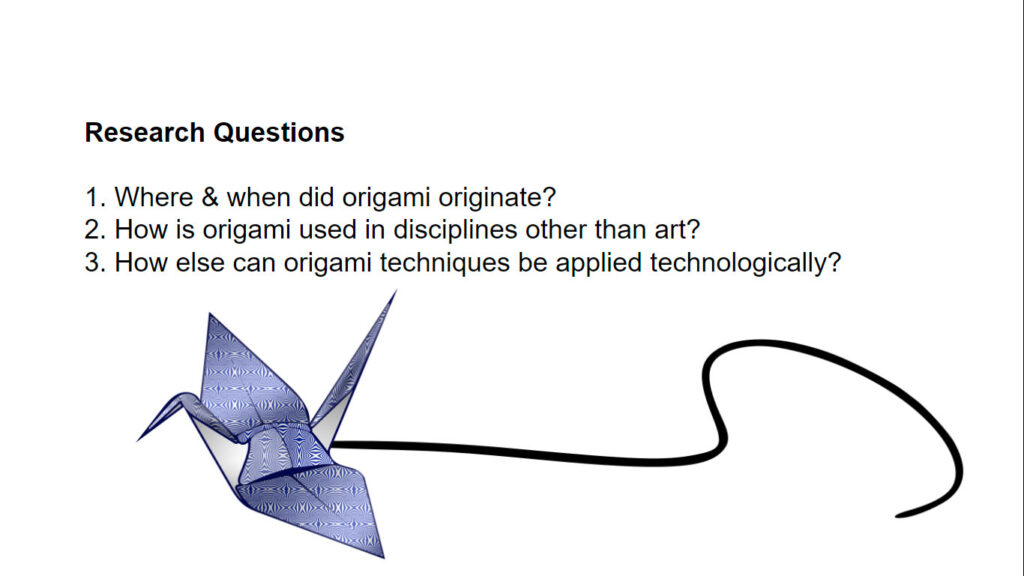 Research Questions
1. Where & when did origami originate?
2. How is origami used in disciplines other than art?
3. How else can origami techniques be applied technologically?